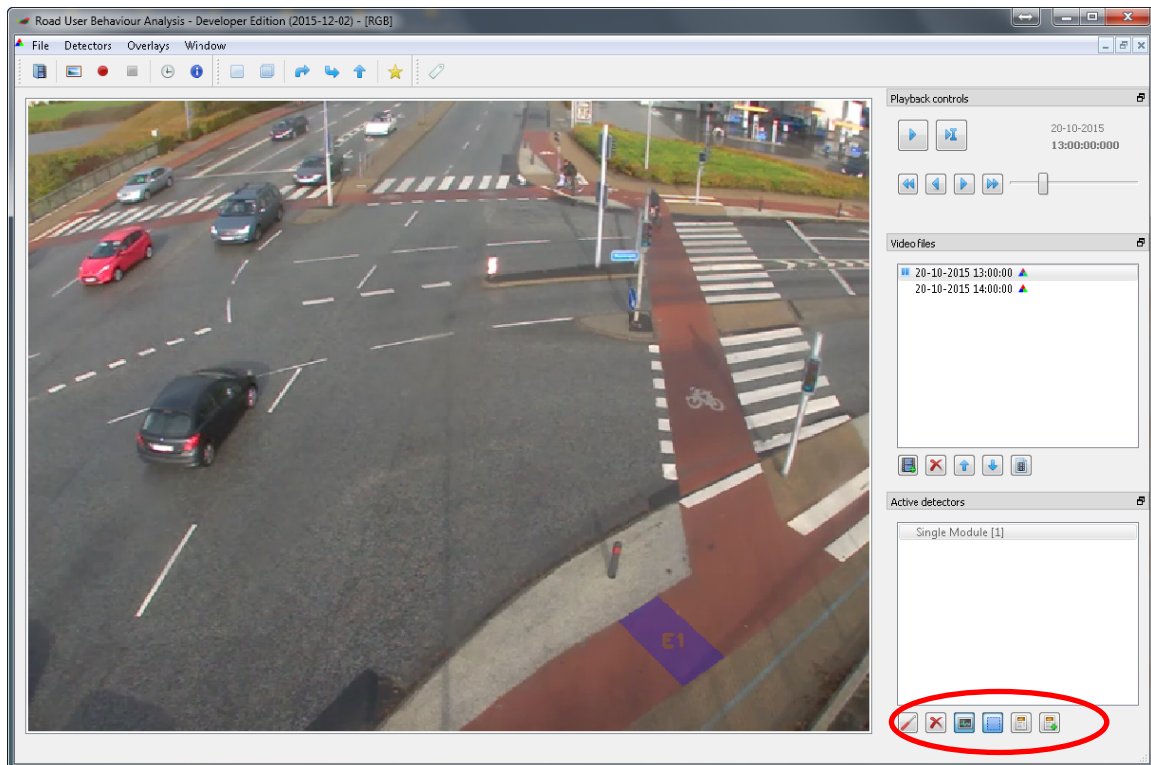 Road User Behaviour Analysis - Developer Edition (2015-12-02) - [RGB]
File Detectors Overlays Window
Playback controls
20-10-2015
13:00:00:000
Video files
20-10-2015 13:00:00
20-10-2015 14:00:00
Active detectors
Single Module [1]
E1